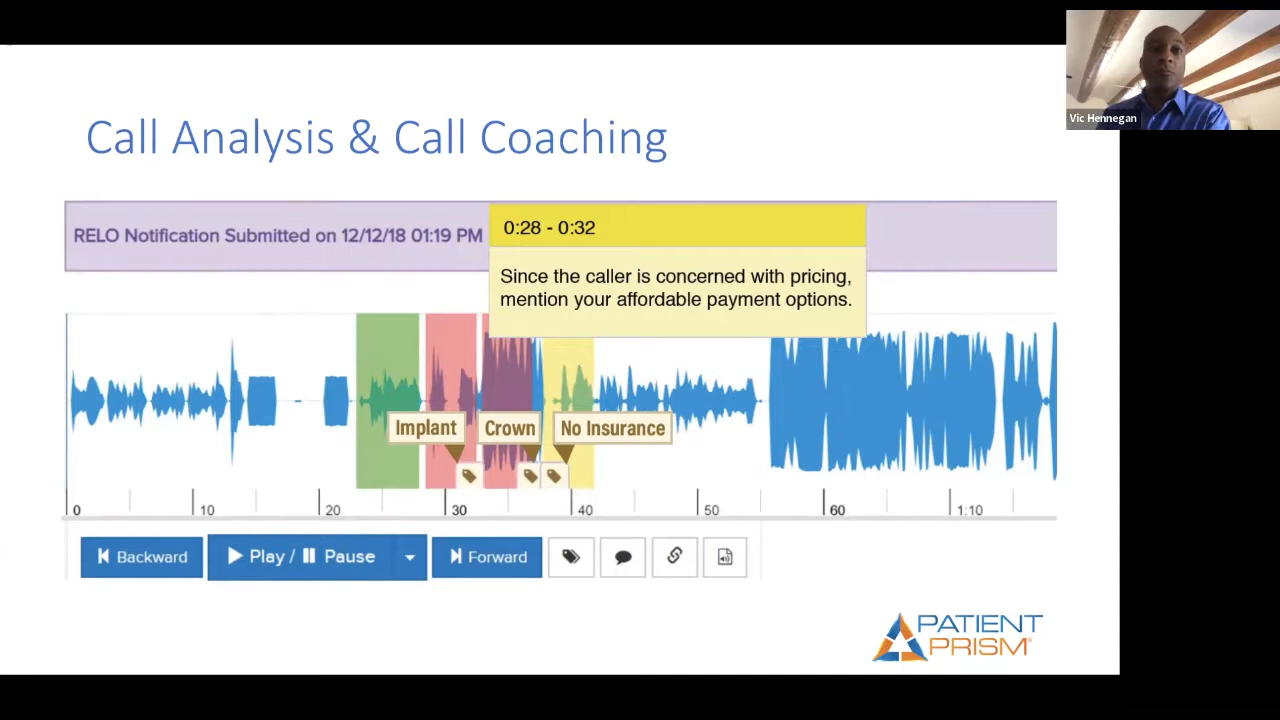 Vic Hennegan
Call Analysis & Call Coaching
RELO Notification Submitted on 12/12/18 01:19 PM
0:28 - 0:32
Since the caller is concerned with pricing,
mention your affordable payment options.
Implant
Crown
No Insurance
0 10 20 30 40 50 60 1:10
Backward
Play / Pause
Forward
PATIENT
PRISM®